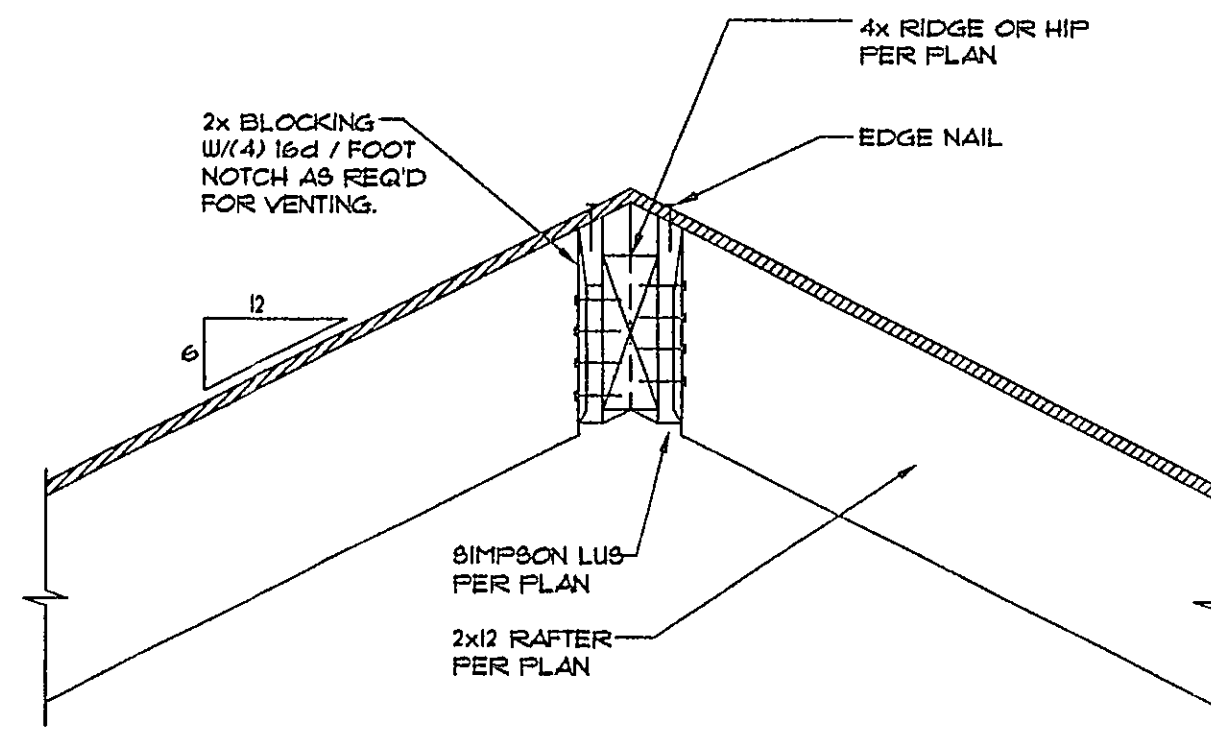 4x RIDGE OR HIP
PER PLAN
2x BLOCKING
W/(4) 16d / FOOT
NOTCH AS REQ'D
FOR VENTING.
EDGE NAIL
12
6
SIMPSON LUS
PER PLAN
2x12 RAFTER
PER PLAN